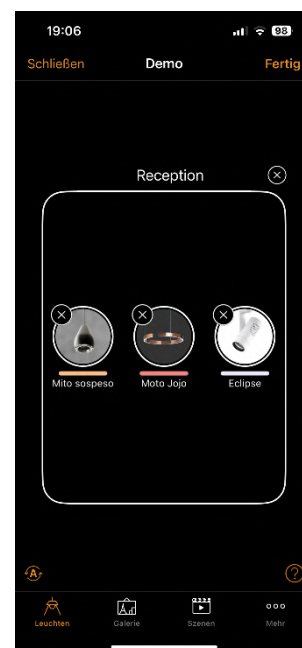 19:06
98
Schließen
Demo
Fertig
Reception
Mito sospeso
Moto Jojo
Eclipse
A
?
Leuchten
Galerie
Szenen
Mehr